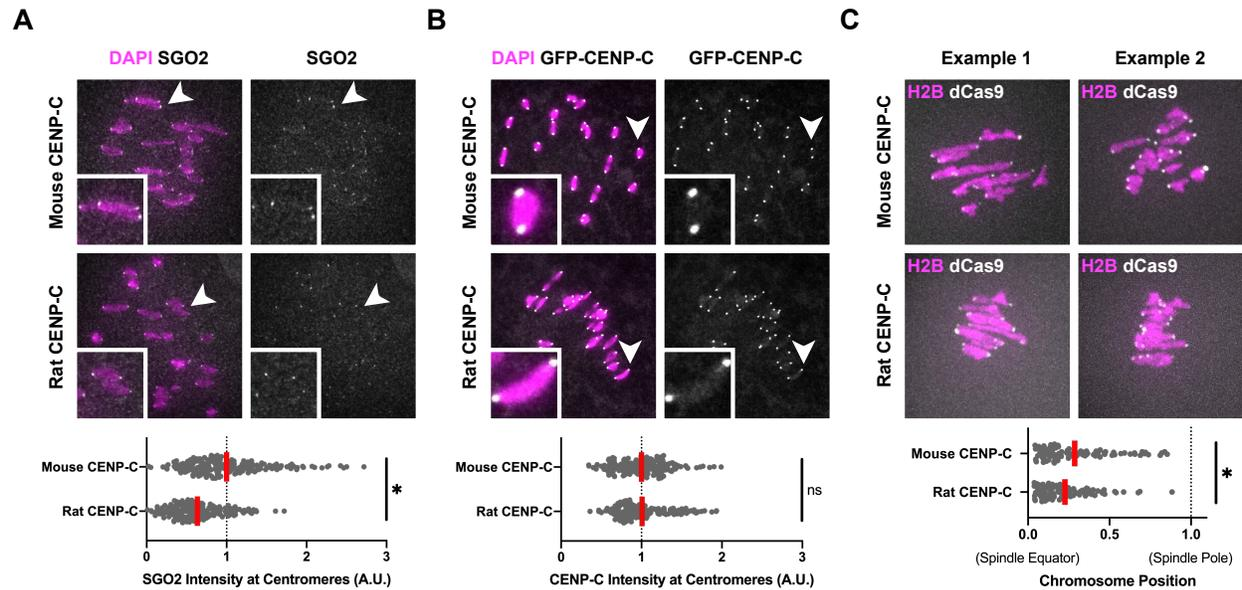 A
DAPI SGO2
SGO2
Mouse CENP-C
Rat CENP-C
Mouse CENP-C
Rat CENP-C
*
0 1 2 3
SGO2 Intensity at Centromeres (A.U.)
B
DAPI GFP-CENP-C
GFP-CENP-C
Mouse CENP-C
Rat CENP-C
Mouse CENP-C
Rat CENP-C
ns
0 1 2 3
CENP-C Intensity at Centromeres (A.U.)
C
Example 1
Example 2
Mouse CENP-C
H2B dCas9
H2B dCas9
Rat CENP-C
H2B dCas9
H2B dCas9
Mouse CENP-C
Rat CENP-C
*
0.0 0.5 1.0
(Spindle Equator) (Spindle Pole)
Chromosome Position